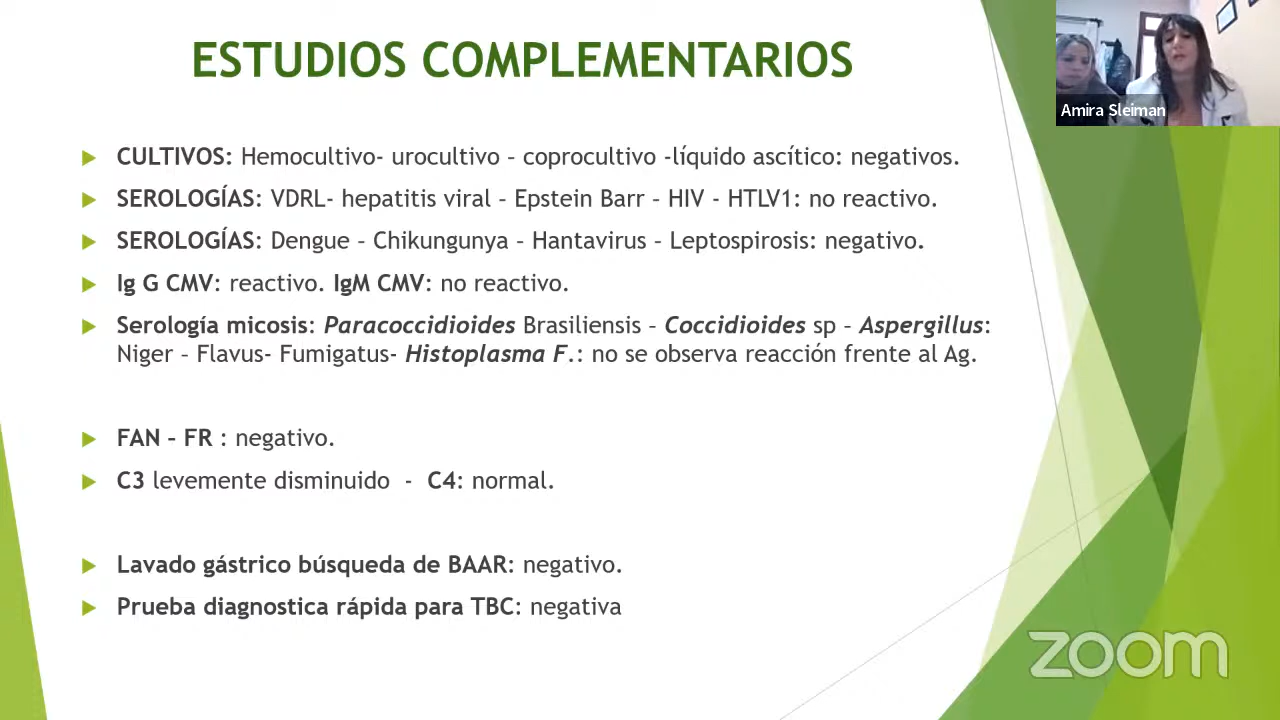 ESTUDIOS COMPLEMENTARIOS
Amira Sleiman
CULTIVOS: Hemocultivo- urocultivo – coprocultivo -líquido ascítico: negativos.
SEROLOGÍAS: VDRL- hepatitis viral – Epstein Barr – HIV - HTLV1: no reactivo.
SEROLOGÍAS: Dengue – Chikungunya – Hantavirus – Leptospirosis: negativo.
Ig G CMV: reactivo. IgM CMV: no reactivo.
Serología micosis: Paracoccidioides Brasiliensis – Coccidioides sp – Aspergillus:
Niger – Flavus- Fumigatus- Histoplasma F.: no se observa reacción frente al Ag.
FAN – FR : negativo.
C3 levemente disminuido - C4: normal.
Lavado gástrico búsqueda de BAAR: negativo.
Prueba diagnostica rápida para TBC: negativa
zoom